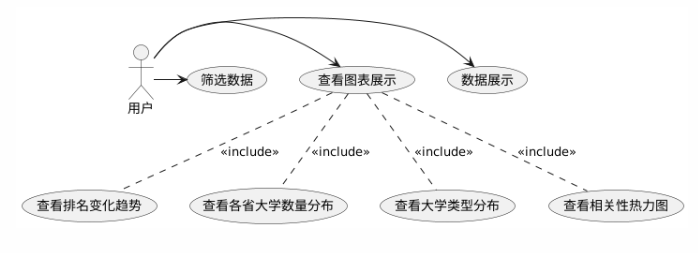 用户
筛选数据
查看图表展示
数据展示
«include»
«include»
«include»
«include»
查看排名变化趋势
查看各省大学数量分布
查看大学类型分布
查看相关性热力图